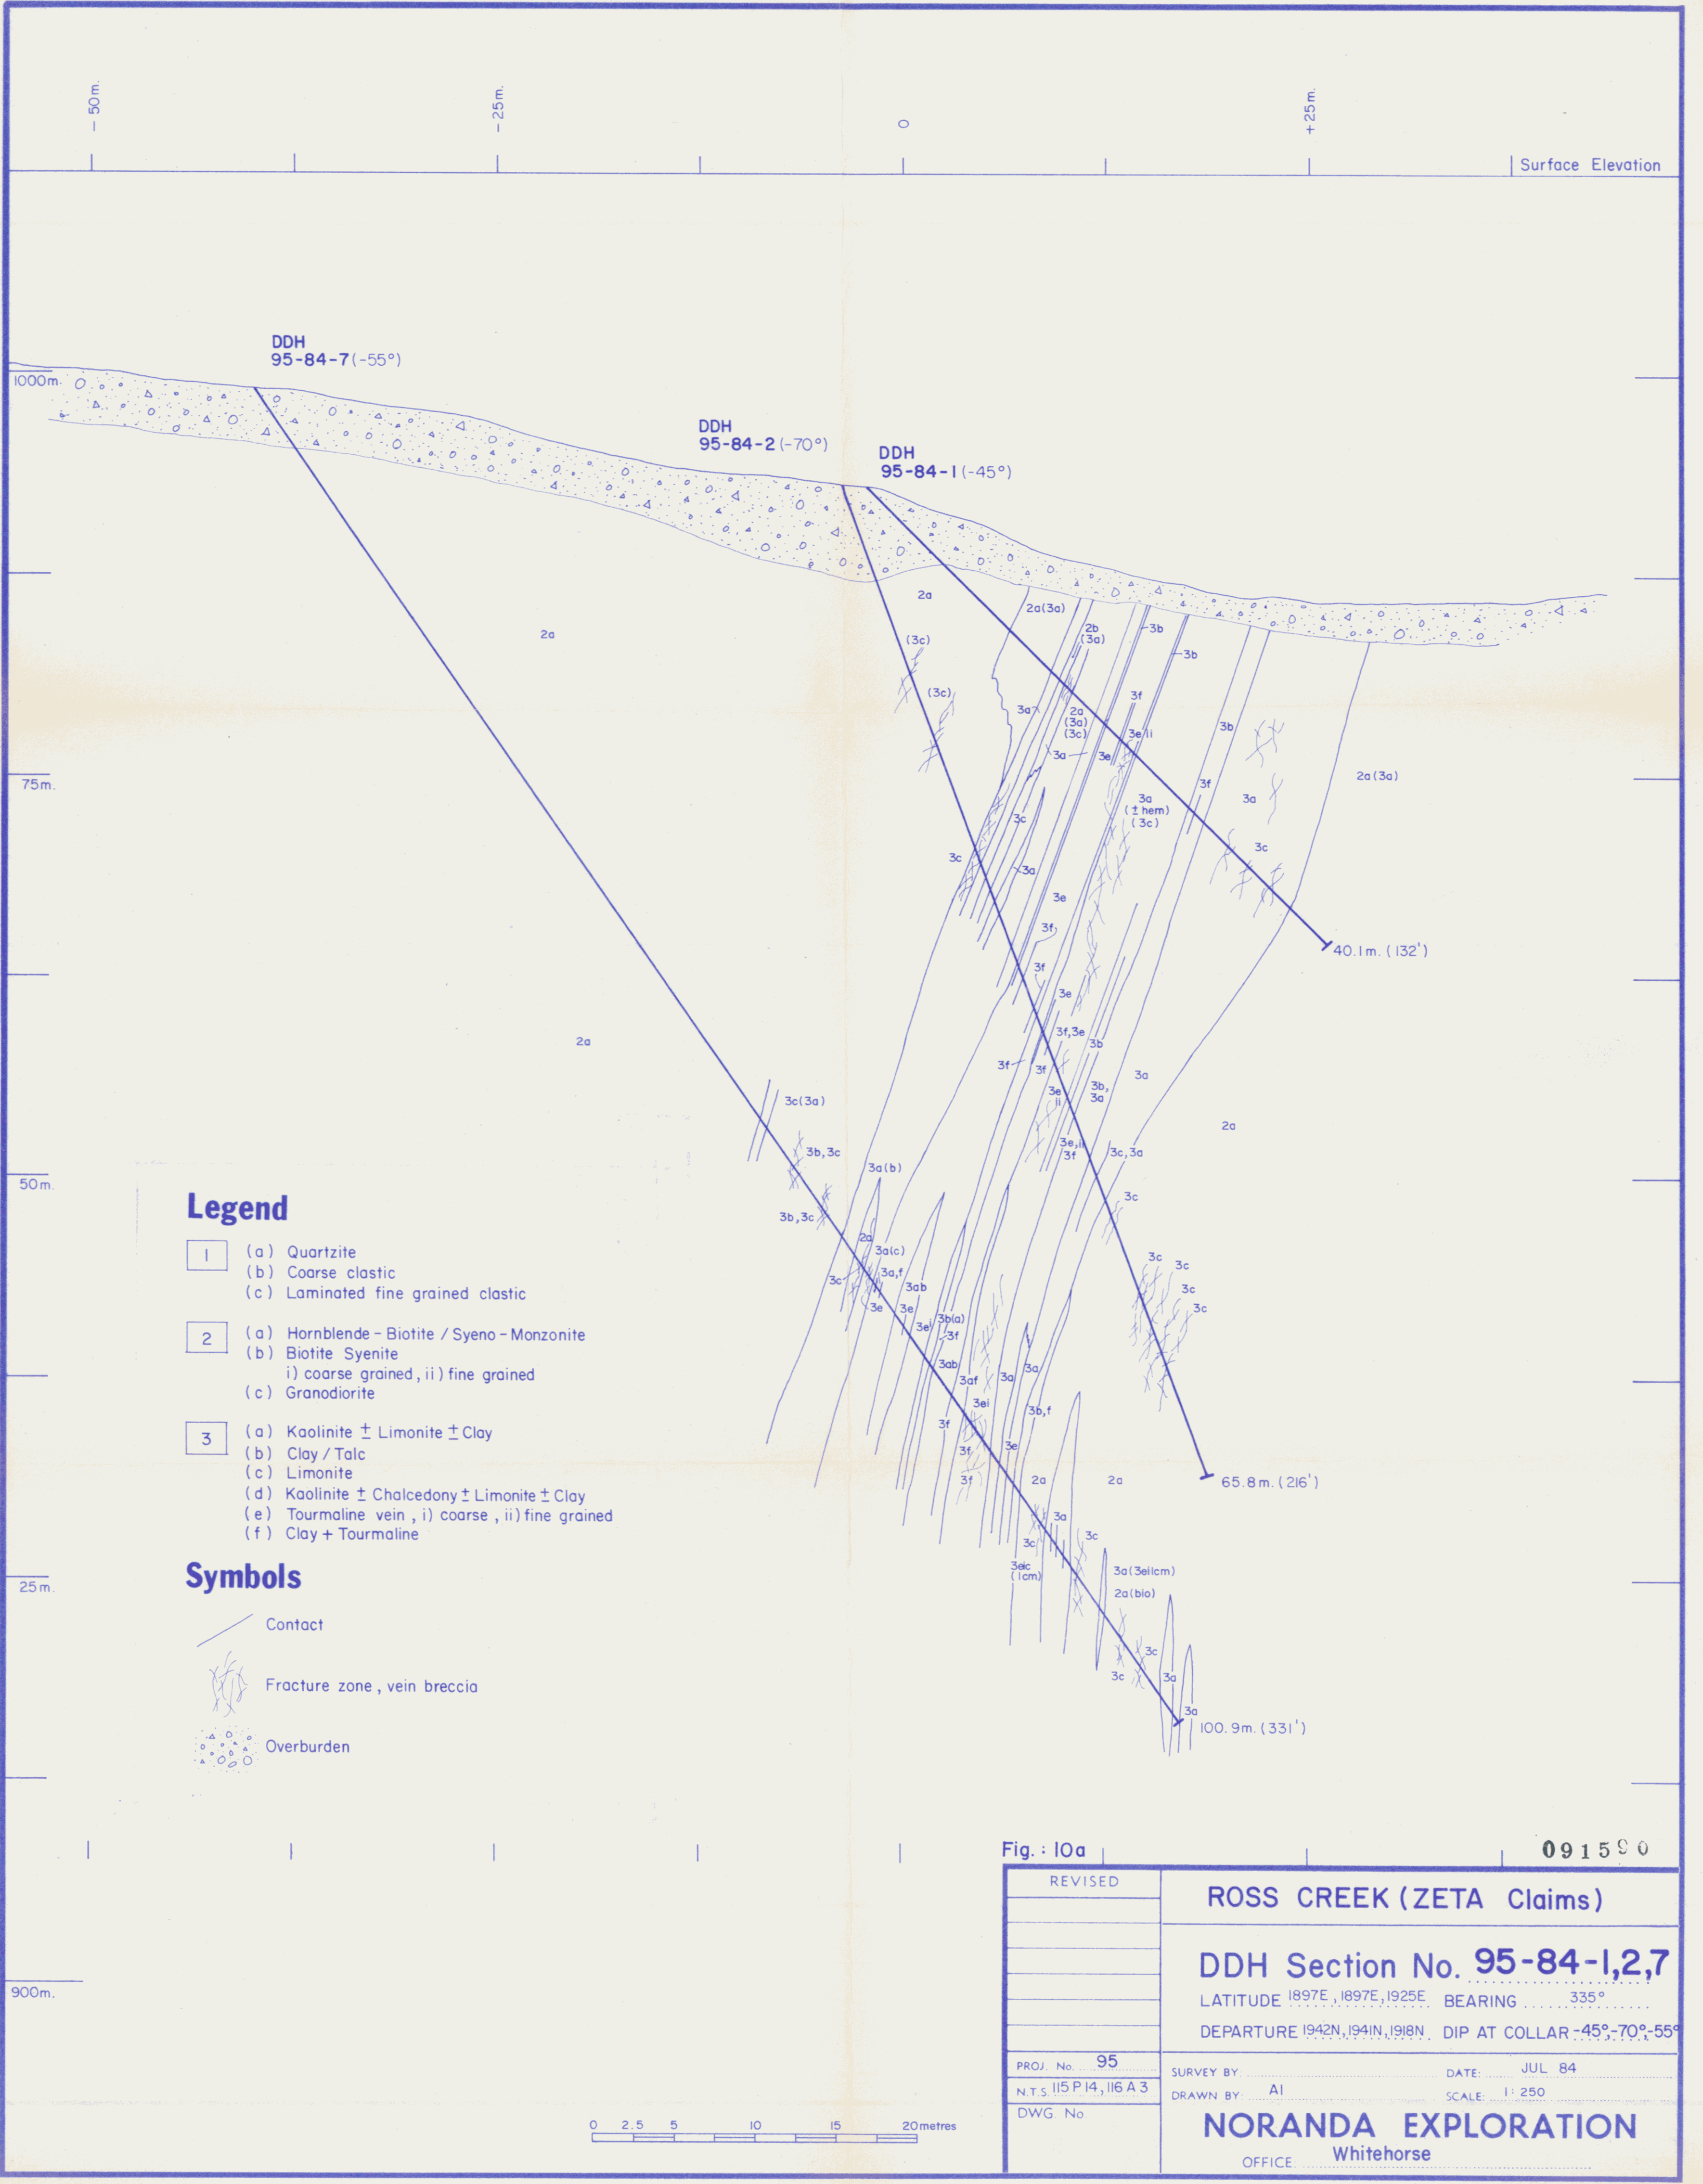 - 50m.
- 25m.
0
+25m.
Surface Elevation
DDH
95-84-7(-55°)
1000m.
DDH
95-84-2(-70°)
DDH
95-84-1(-45°)
2a
2a(3a)
2b
(3a)
3b
2a
(3c)
3b
(3c)
3f
3a
2a
(3a)
(3c)
3b
3e/ii
3a
3e
75m.
2a(3a)
3f
3a
(±hem)
(3c)
3a
3c
3c
3c
3a
3e
3f
40.1m.(132')
3f
3e
3f,3e
3b
2a
3f
3f
3a
3e
ii
3b,
3a
3c(3a)
2a
3e,ii
3f
3c,3a
3b,3c
3a(b)
50m.
3c
3b,3c
2a
3a(c)
3c
3c
3a,f
3c
3ab
3c
3c
3e
3e
3b(a)
3e
3f
3ab
3a
3af
3a
3ei
3b,f
3f
3e
3f
3f
2a
2a
65.8m.(216')
3a
3c
3c
3eic
(1cm)
3a(3ei1cm)
25m.
2a(bio)
3c
3c
3a
3a
100.9m.(331')
Legend
1
(a) Quartzite
(b) Coarse clastic
(c) Laminated fine grained clastic
2
(a) Hornblende - Biotite / Syeno - Monzonite
(b) Biotite Syenite
i) coarse grained, ii) fine grained
(c) Granodiorite
3
(a) Kaolinite ± Limonite ± Clay
(b) Clay / Talc
(c) Limonite
(d) Kaolinite ± Chalcedony ± Limonite ± Clay
(e) Tourmaline vein, i) coarse, ii) fine grained
(f) Clay + Tourmaline
Symbols
Contact
Fracture zone, vein breccia
Overburden
900m.
0 2.5 5 10 15 20 metres
Fig.: 10a
091590
REVISED
ROSS CREEK (ZETA Claims)
DDH Section No. 95-84-1,2,7
LATITUDE 1897E, 1897E, 1925E BEARING 335°
DEPARTURE 1942N, 1941N, 1918N DIP AT COLLAR -45°,-70°,-55°
PROJ. No. 95
N.T.S. 115 P 14, 116 A 3
DWG. No
SURVEY BY:
DATE: JUL 84
DRAWN BY: A1
SCALE: 1:250
NORANDA EXPLORATION
OFFICE Whitehorse